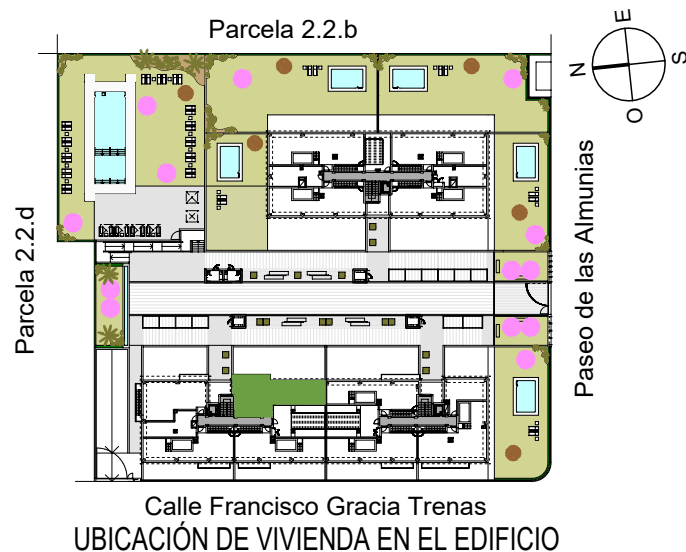 Parcela 2.2.b
E
N
S
O
Parcela 2.2.d
Paseo de las Almunias
Calle Francisco Gracia Trenas
UBICACIÓN DE VIVIENDA EN EL EDIFICIO